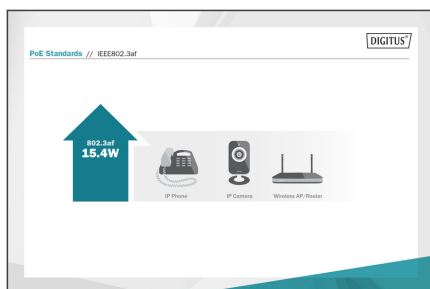 DIGITUS®
PoE Standards // IEEE802.3af
802.3af
15.4W
IP Phone
IP Camera
Wireless AP/Router